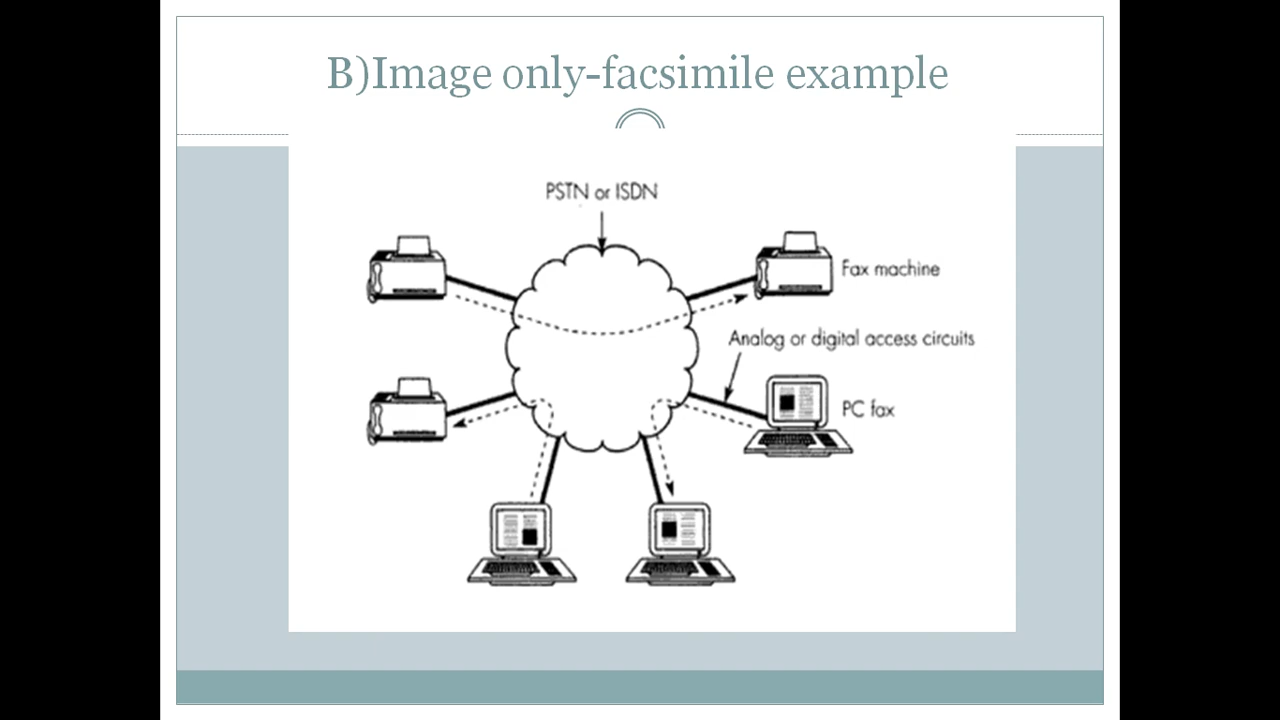 B)Image only-facsimile example
PSTN or ISDN
Fax machine
Analog or digital access circuits
PC fax